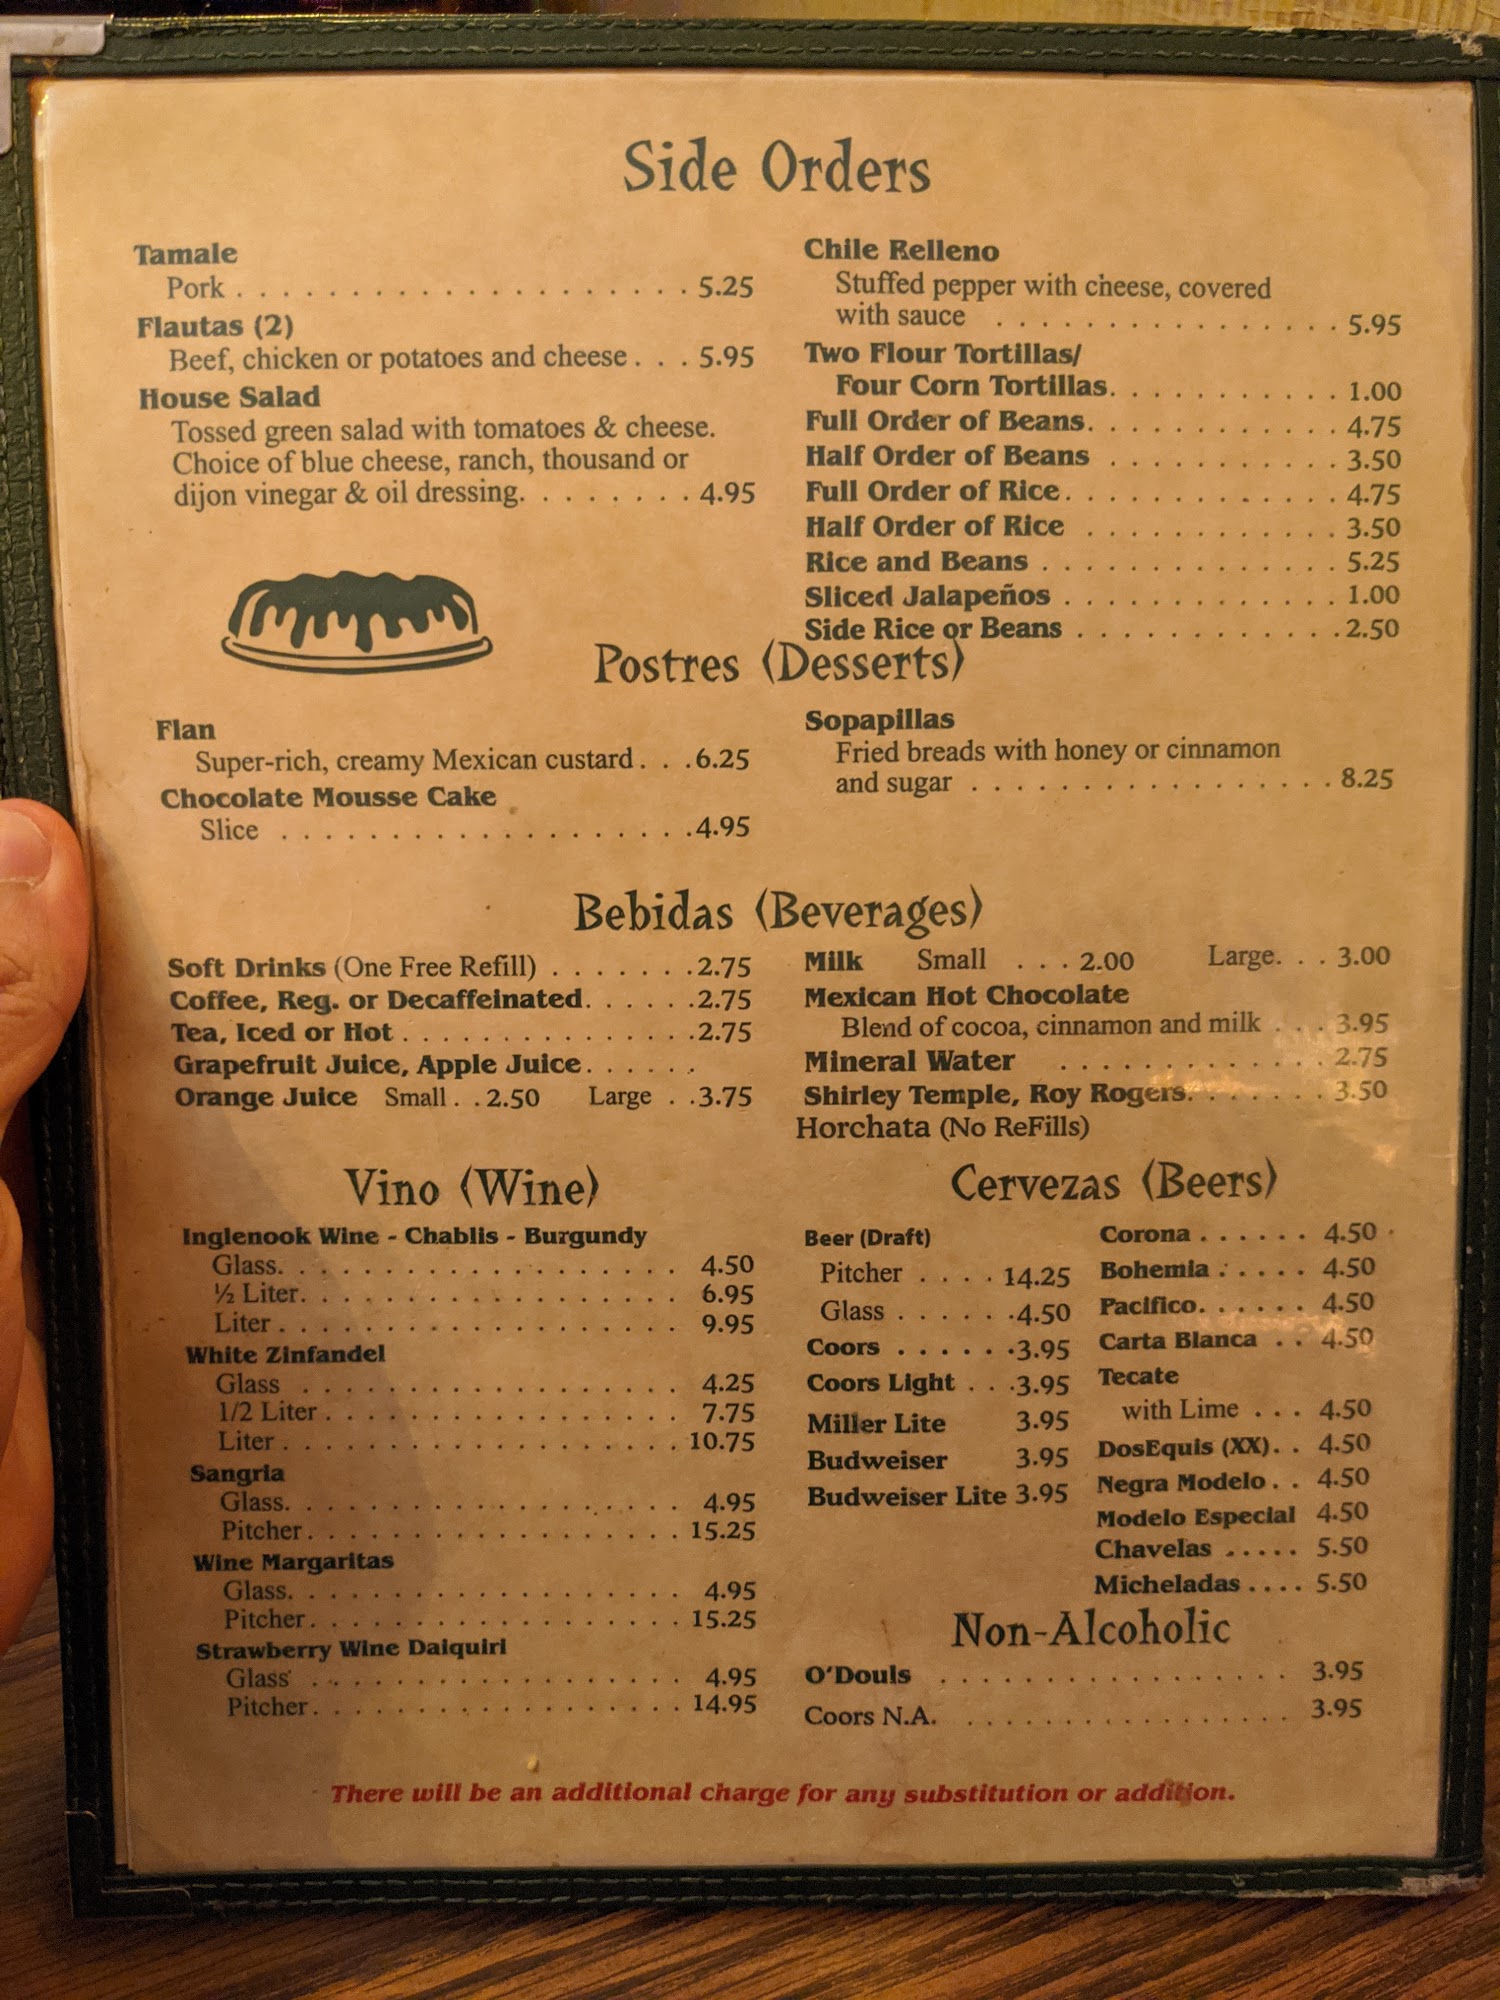 Side Orders
Tamale
Pork . . . . . . . . . . . . . . . . . . . . 5.25
Flautas (2)
Beef, chicken or potatoes and cheese . . . 5.95
House Salad
Tossed green salad with tomatoes & cheese.
Choice of blue cheese, ranch, thousand or
dijon vinegar & oil dressing. . . . . . . . 4.95
Chile Relleno
Stuffed pepper with cheese, covered
with sauce . . . . . . . . . . . . . . . . 5.95
Two Flour Tortillas/
Four Corn Tortillas. . . . . . . . . . . 1.00
Full Order of Beans. . . . . . . . . . . . 4.75
Half Order of Beans . . . . . . . . . . . 3.50
Full Order of Rice. . . . . . . . . . . . . 4.75
Half Order of Rice . . . . . . . . . . . . 3.50
Rice and Beans . . . . . . . . . . . . . . 5.25
Sliced Jalapeños . . . . . . . . . . . . . 1.00
Side Rice or Beans . . . . . . . . . . . . .2.50
Postres (Desserts)
Flan
Super-rich, creamy Mexican custard. . .6.25
Chocolate Mousse Cake
Slice . . . . . . . . . . . . . . . . . . .4.95
Sopapillas
Fried breads with honey or cinnamon
and sugar . . . . . . . . . . . . . . . . . 8.25
Bebidas (Beverages)
Soft Drinks (One Free Refill) . . . . . . .2.75
Coffee, Reg. or Decaffeinated. . . . . .2.75
Tea, Iced or Hot . . . . . . . . . . . . . .2.75
Grapefruit Juice, Apple Juice. . . . . .
Orange Juice Small . . 2.50 Large . .3.75
Milk Small . . . 2.00 Large. . . 3.00
Mexican Hot Chocolate
Blend of cocoa, cinnamon and milk . . . 3.95
Mineral Water . . . . . . . . . . . . . 2.75
Shirley Temple, Roy Rogers. . . . . . . 3.50
Horchata (No ReFills)
Vino (Wine)
Inglenook Wine - Chablis - Burgundy
Glass. . . . . . . . . . . . . . . . . . . 4.50
½ Liter. . . . . . . . . . . . . . . . . . 6.95
Liter . . . . . . . . . . . . . . . . . . . 9.95
White Zinfandel
Glass . . . . . . . . . . . . . . . . . . 4.25
1/2 Liter . . . . . . . . . . . . . . . . . 7.75
Liter . . . . . . . . . . . . . . . . . . . 10.75
Sangria
Glass. . . . . . . . . . . . . . . . . . . 4.95
Pitcher . . . . . . . . . . . . . . . . . . 15.25
Wine Margaritas
Glass. . . . . . . . . . . . . . . . . . . 4.95
Pitcher . . . . . . . . . . . . . . . . . . 15.25
Strawberry Wine Daiquiri
Glass . . . . . . . . . . . . . . . . . . 4.95
Pitcher . . . . . . . . . . . . . . . . . . 14.95
Cervezas (Beers)
Beer (Draft)
Pitcher . . . . 14.25
Glass . . . . . .4.50
Coors . . . . . .3.95
Coors Light . . .3.95
Miller Lite 3.95
Budweiser 3.95
Budweiser Lite 3.95
Corona . . . . . . 4.50
Bohemia . . . . . 4.50
Pacifico. . . . . . 4.50
Carta Blanca . . 4.50
Tecate
with Lime . . . 4.50
DosEquis (XX). . 4.50
Negra Modelo . . 4.50
Modelo Especial 4.50
Chavelas ..... 5.50
Micheladas .... 5.50
Non-Alcoholic
O'Douls . . . . . . . . . . . . . . . . . 3.95
Coors N.A. . . . . . . . . . . . . . . . . 3.95
There will be an additional charge for any substitution or addition.